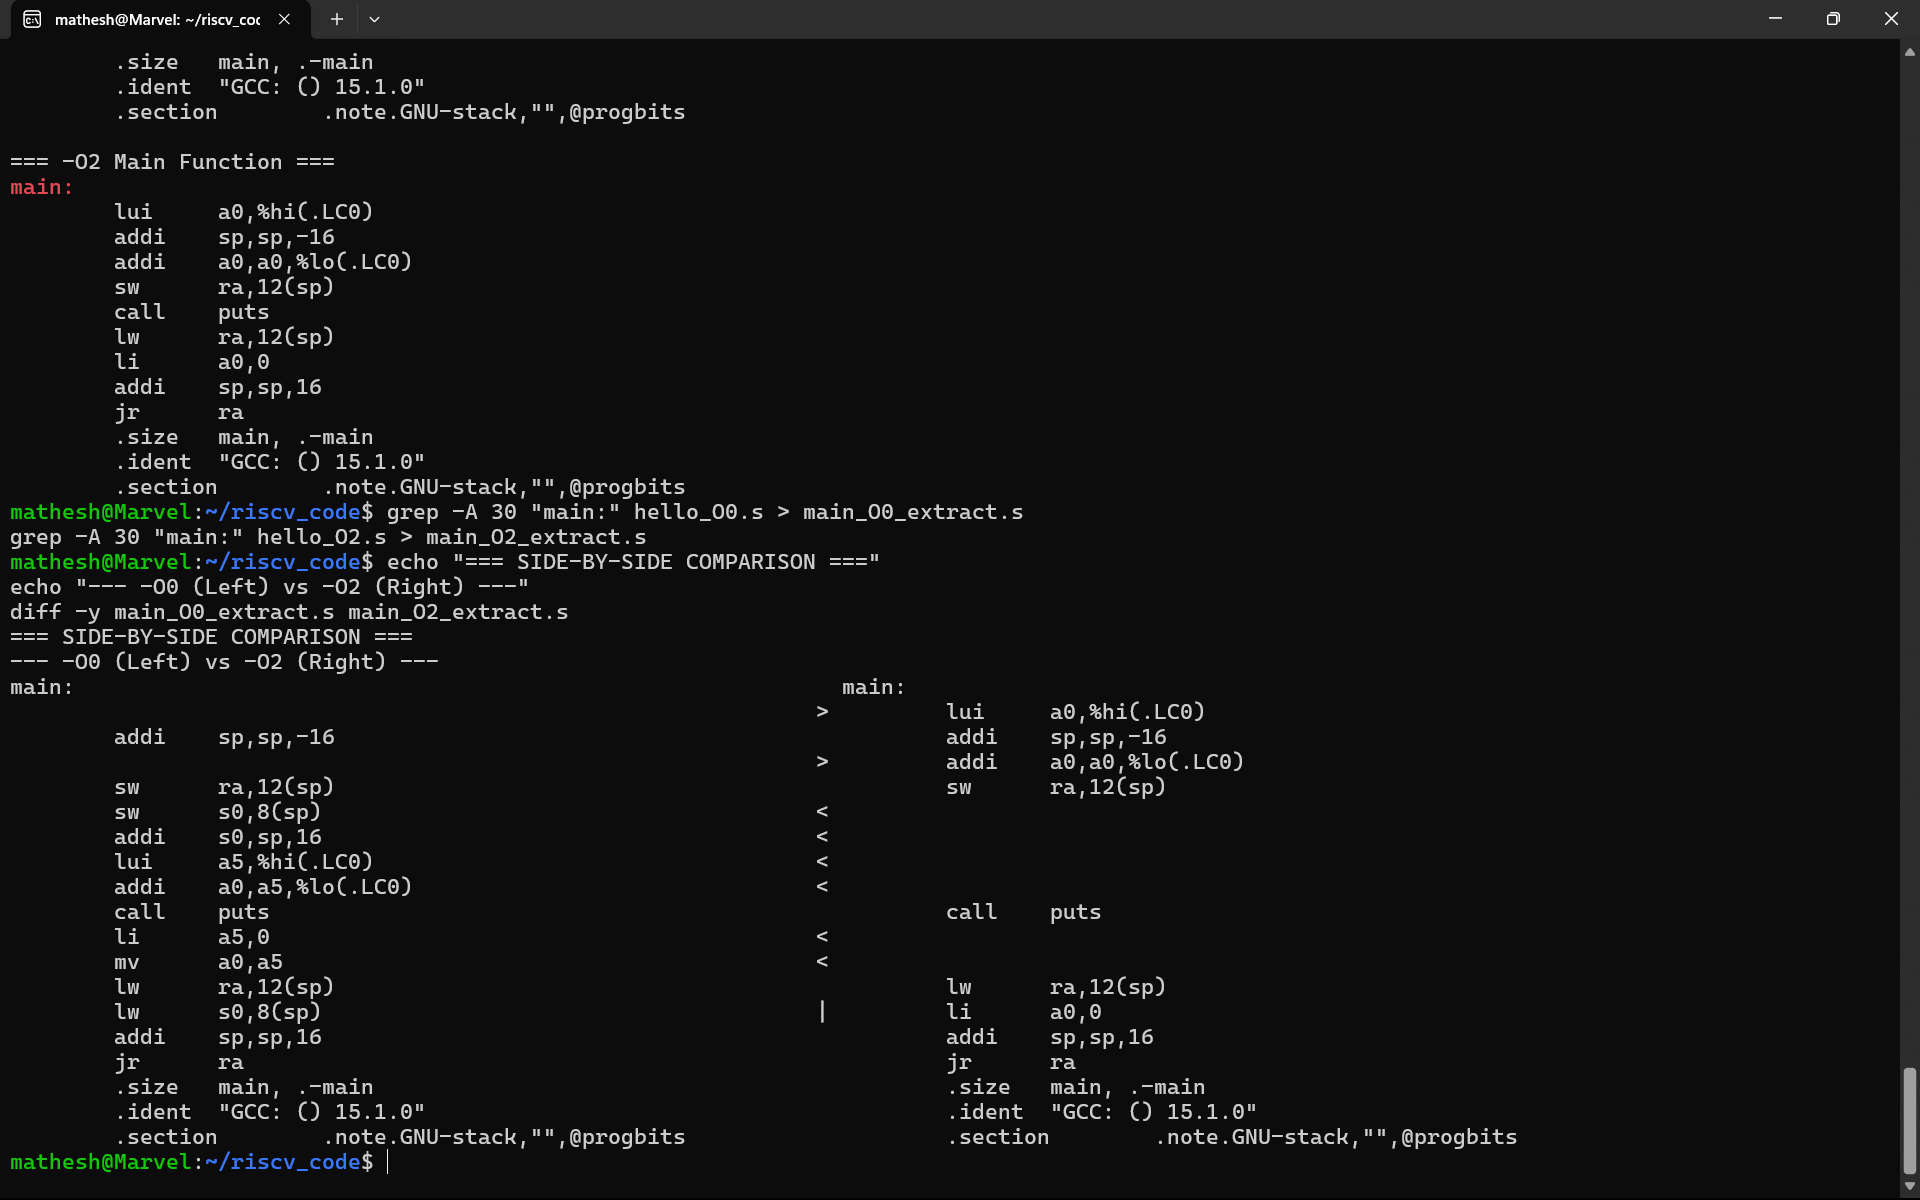 mathesh@Marvel: ~/riscv_coc
.size main, .-main
.ident "GCC: () 15.1.0"
.section .note.GNU-stack,"",@progbits
=== -O2 Main Function ===
main:
lui a0,%hi(.LC0)
addi sp,sp,-16
addi a0,a0,%lo(.LC0)
sw ra,12(sp)
call puts
lw ra,12(sp)
li a0,0
addi sp,sp,16
jr ra
.size main, .-main
.ident "GCC: () 15.1.0"
.section .note.GNU-stack,"",@progbits
mathesh@Marvel:~/riscv_code$ grep -A 30 "main:" hello_O0.s > main_O0_extract.s
grep -A 30 "main:" hello_O2.s > main_O2_extract.s
mathesh@Marvel:~/riscv_code$ echo "=== SIDE-BY-SIDE COMPARISON ==="
echo "--- -O0 (Left) vs -O2 (Right) ---"
diff -y main_O0_extract.s main_O2_extract.s
=== SIDE-BY-SIDE COMPARISON ===
--- -O0 (Left) vs -O2 (Right) ---
main: main:
> lui a0,%hi(.LC0)
addi sp,sp,-16 addi sp,sp,-16
> addi a0,a0,%lo(.LC0)
sw ra,12(sp) sw ra,12(sp)
sw s0,8(sp) <
addi s0,sp,16 <
lui a5,%hi(.LC0) <
addi a0,a5,%lo(.LC0) <
call puts call puts
li a5,0 <
mv a0,a5 <
lw ra,12(sp) lw ra,12(sp)
lw s0,8(sp) | li a0,0
addi sp,sp,16 addi sp,sp,16
jr ra jr ra
.size main, .-main .size main, .-main
.ident "GCC: () 15.1.0" .ident "GCC: () 15.1.0"
.section .note.GNU-stack,"",@progbits .section .note.GNU-stack,"",@progbits
mathesh@Marvel:~/riscv_code$